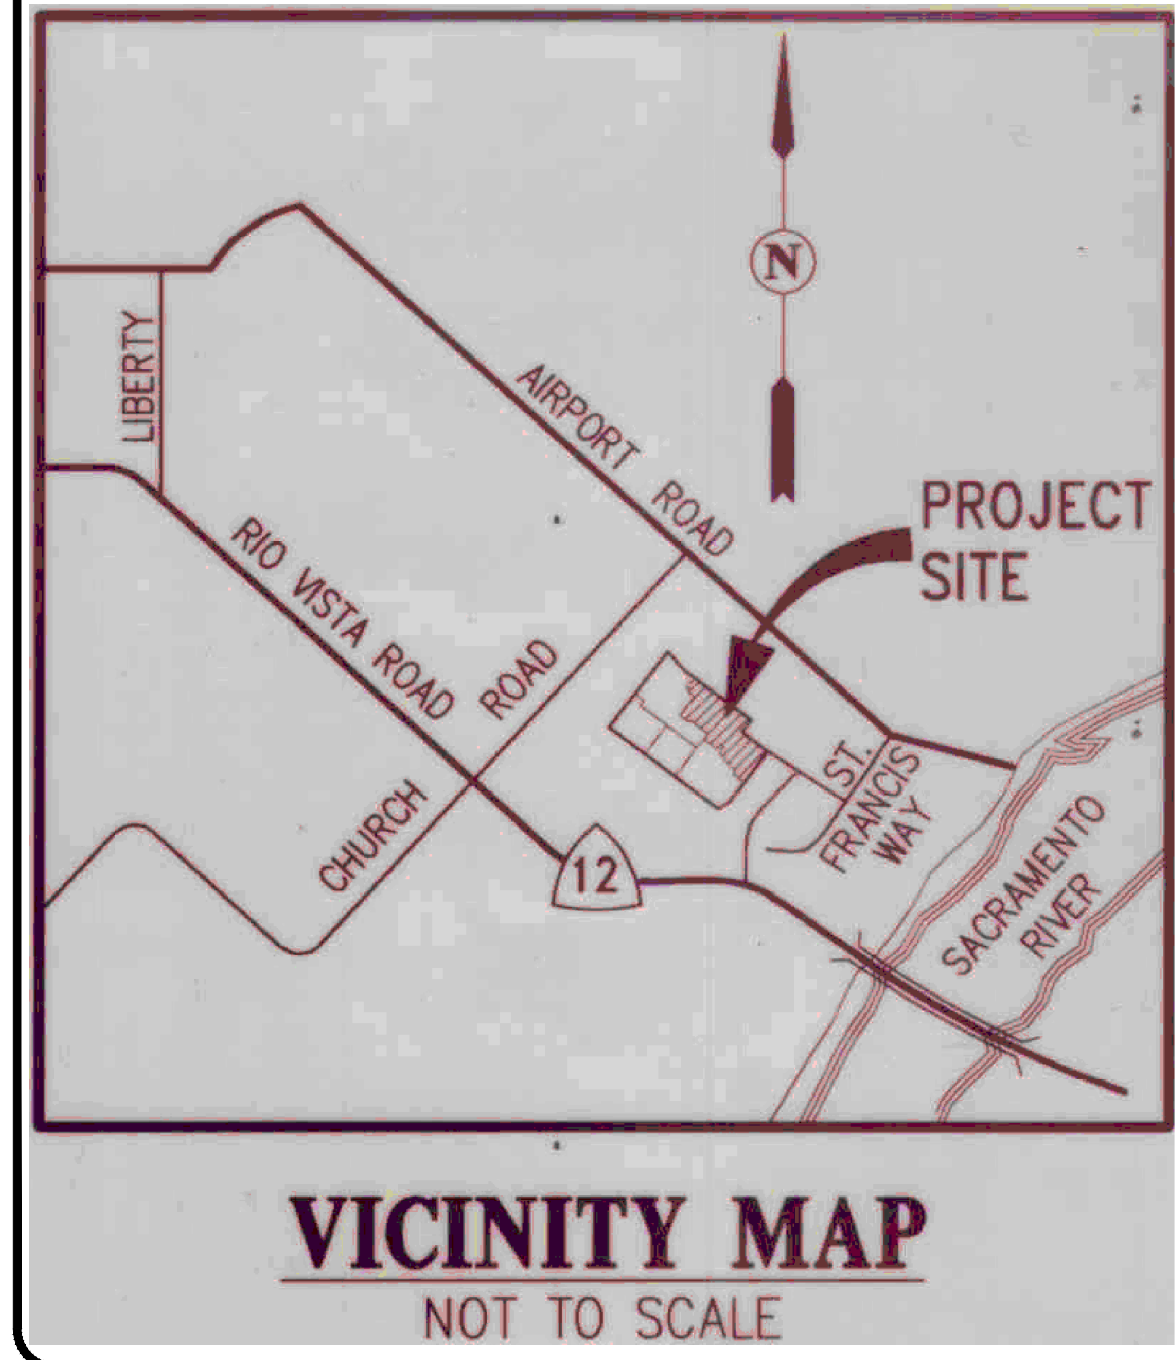 N
LIBERTY
AIRPORT ROAD
PROJECT
SITE
RIO VISTA ROAD
CHURCH ROAD
12
ST.
FRANCIS
WAY
SACRAMENTO
RIVER
VICINITY MAP
NOT TO SCALE